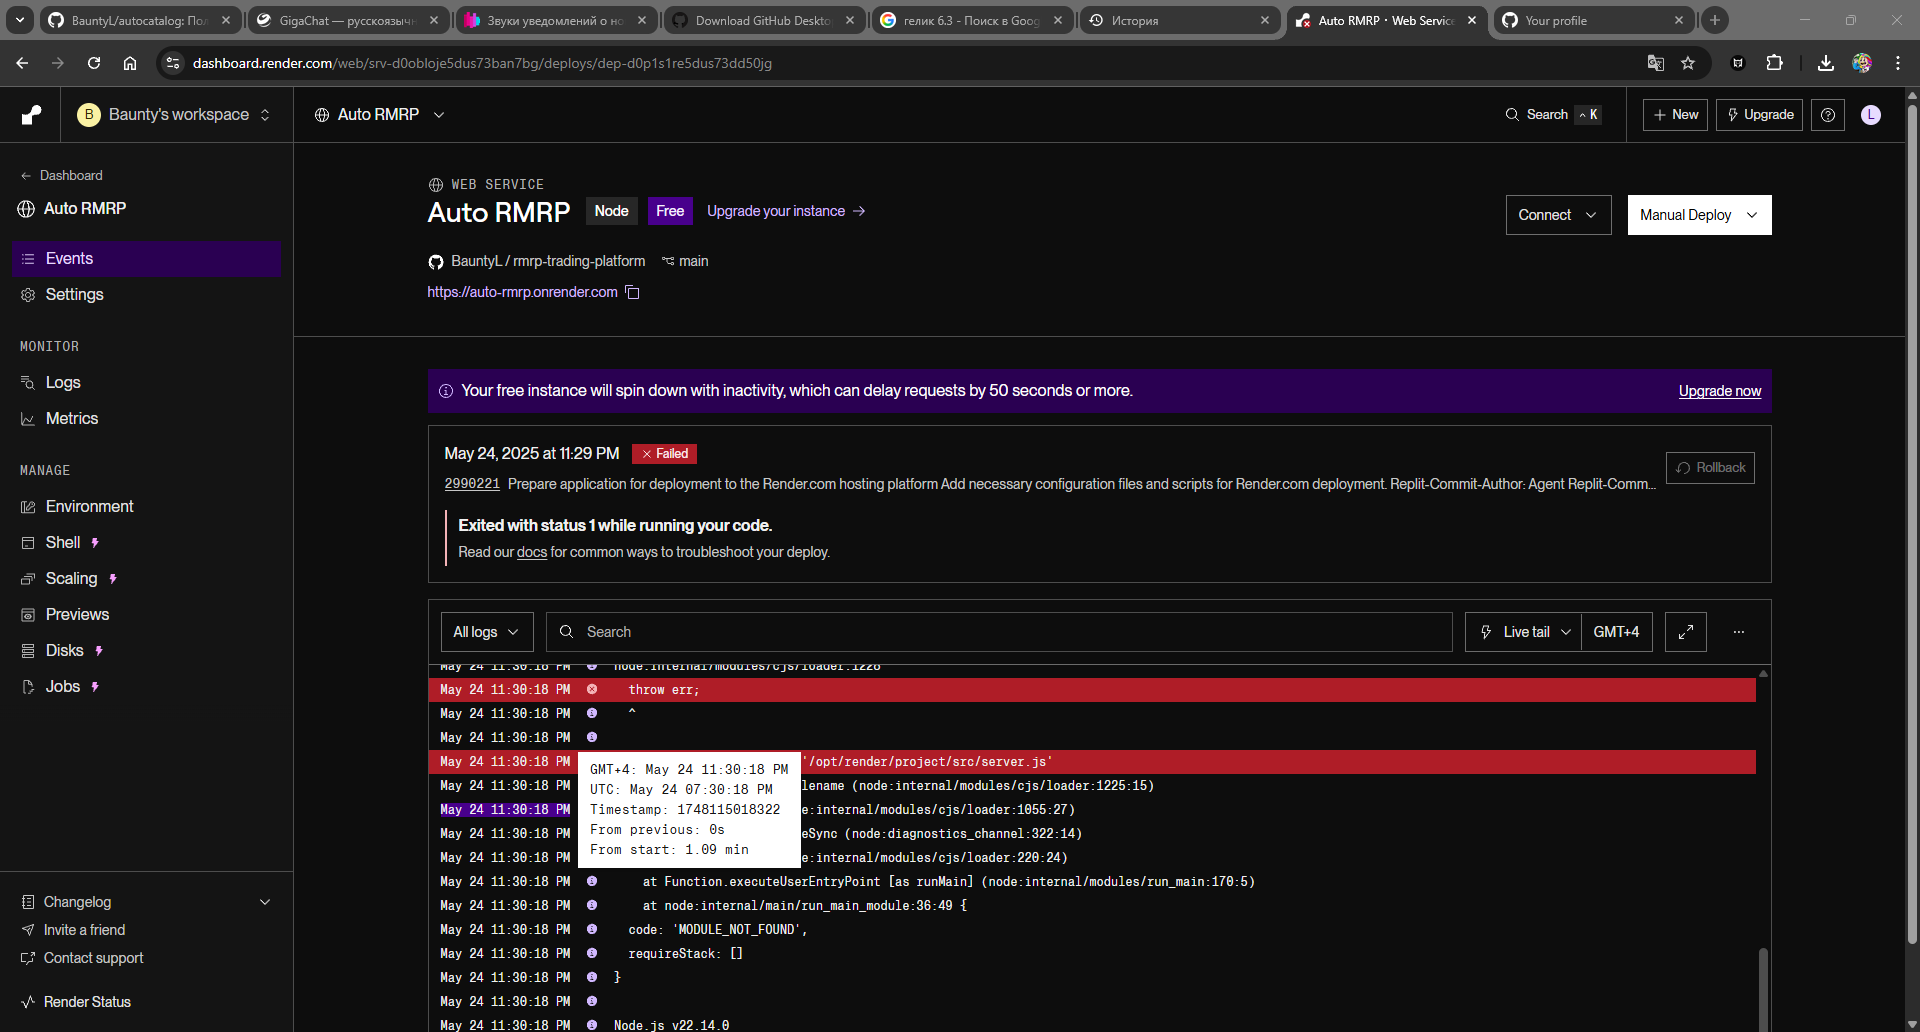 BauntyL/autocatalog: Пол
GigaChat — русскоязычн
Звуки уведомлений о но
Download GitHub Deskto
гелик 6.3 - Поиск в Goog
История
Auto RMRP · Web Service
Your profile
dashboard.render.com/web/srv-d0obloje5dus73ban7bg/deploys/dep-d0p1s1re5dus73dd50jg
B
Baunty's workspace
Auto RMRP
Search
K
New
Upgrade
L
Dashboard
Auto RMRP
Events
Settings
MONITOR
Logs
Metrics
MANAGE
Environment
Shell
Scaling
Previews
Disks
Jobs
Changelog
Invite a friend
Contact support
Render Status
WEB SERVICE
Auto RMRP
Node
Free
Upgrade your instance
Connect
Manual Deploy
BauntyL / rmrp-trading-platform
main
https://auto-rmrp.onrender.com
Your free instance will spin down with inactivity, which can delay requests by 50 seconds or more.
Upgrade now
May 24, 2025 at 11:29 PM
Failed
Rollback
2990221 Prepare application for deployment to the Render.com hosting platform Add necessary configuration files and scripts for Render.com deployment. Replit-Commit-Author: Agent Replit-Comm...
Exited with status 1 while running your code.
Read our docs for common ways to troubleshoot your deploy.
All logs
Search
Live tail
GMT+4
...
May 24 11:30:18 PM node:internal/modules/cjs/loader:1228
May 24 11:30:18 PM throw err;
May 24 11:30:18 PM ^
May 24 11:30:18 PM
May 24 11:30:18 PM '/opt/render/project/src/server.js'
May 24 11:30:18 PM lename (node:internal/modules/cjs/loader:1225:15)
May 24 11:30:18 PM e:internal/modules/cjs/loader:1055:27)
May 24 11:30:18 PM eSync (node:diagnostics_channel:322:14)
May 24 11:30:18 PM e:internal/modules/cjs/loader:220:24)
GMT+4: May 24 11:30:18 PM
UTC: May 24 07:30:18 PM
Timestamp: 1748115018322
From previous: 0s
From start: 1.09 min
May 24 11:30:18 PM at Function.executeUserEntryPoint [as runMain] (node:internal/modules/run_main:170:5)
May 24 11:30:18 PM at node:internal/main/run_main_module:36:49 {
May 24 11:30:18 PM code: 'MODULE_NOT_FOUND',
May 24 11:30:18 PM requireStack: []
May 24 11:30:18 PM }
May 24 11:30:18 PM
May 24 11:30:18 PM Node.js v22.14.0